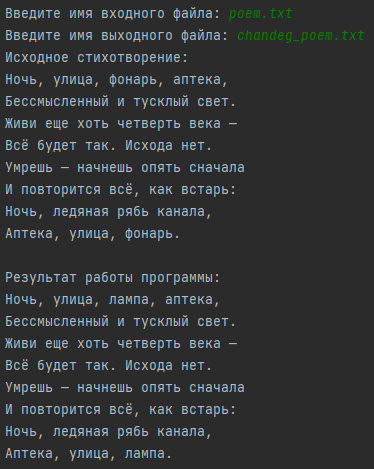 Введите имя входного файла: poem.txt
Введите имя выходного файла: chandeg_poem.txt
Исходное стихотворение:
Ночь, улица, фонарь, аптека,
Бессмысленный и тусклый свет.
Живи еще хоть четверть века —
Всё будет так. Исхода нет.
Умрешь — начнешь опять сначала
И повторится всё, как встарь:
Ночь, ледяная рябь канала,
Аптека, улица, фонарь.
Результат работы программы:
Ночь, улица, лампа, аптека,
Бессмысленный и тусклый свет.
Живи еще хоть четверть века —
Всё будет так. Исхода нет.
Умрешь — начнешь опять сначала
И повторится всё, как встарь:
Ночь, ледяная рябь канала,
Аптека, улица, лампа.